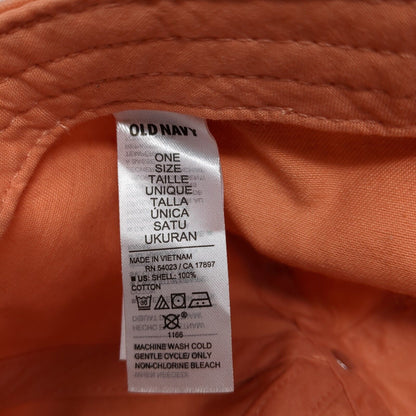 OLD NAVY
ONE
SIZE
TAILLE
UNIQUE
TALLA
ÚNICA
SATU
UKURAN
MADE IN VIETNAM
RN 54023 / CA 17897
■ US: SHELL: 100%
COTTON
®
1166
MACHINE WASH COLD
GENTLE CYCLE/ ONLY
NON-CHLORINE BLEACH